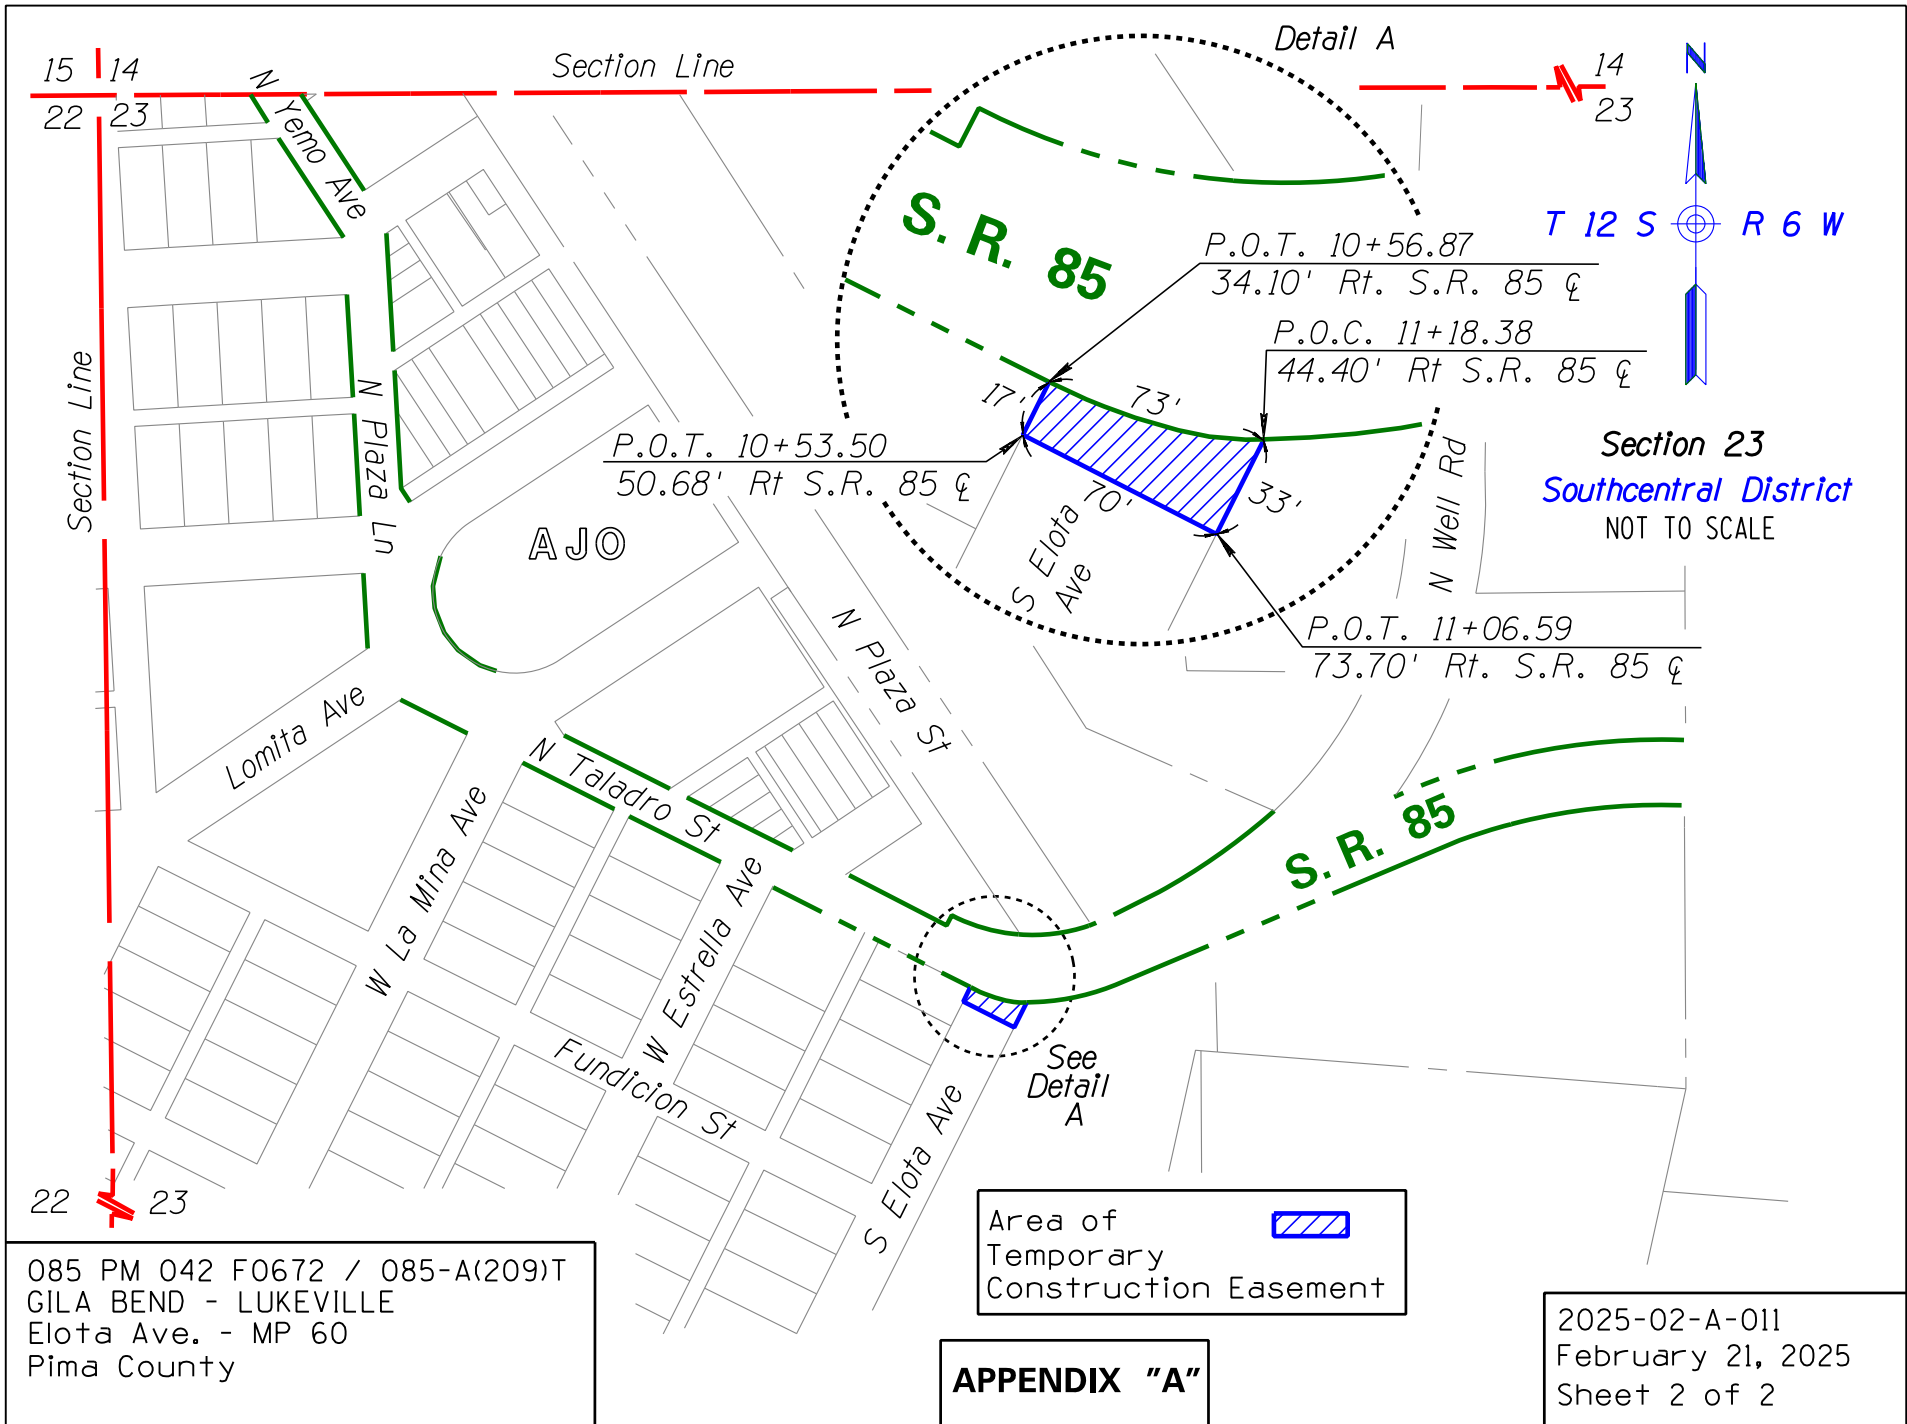 Detail A
15 14
22 23
Section Line
14
23
N
T 12 S R 6 W
N Yemo Ave
S. R. 85
P.O.T. 10+56.87
34.10' Rt. S.R. 85 ℄
P.O.C. 11+18.38
44.40' Rt S.R. 85 ℄
Section Line
N Plaza Ln
17'
73'
P.O.T. 10+53.50
50.68' Rt S.R. 85 ℄
70'
33'
Section 23
Southcentral District
NOT TO SCALE
AJO
S Elota
Ave
N Well Rd
P.O.T. 11+06.59
73.70' Rt. S.R. 85 ℄
N Plaza St
Lomita Ave
N Taladro St
S. R. 85
W La Mina Ave
W Estrella Ave
Fundicion St
See
Detail
A
S Elota Ave
22 23
Area of
Temporary
Construction Easement
085 PM 042 F0672 / 085-A(209)T
GILA BEND - LUKEVILLE
Elota Ave. - MP 60
Pima County
APPENDIX "A"
2025-02-A-011
February 21, 2025
Sheet 2 of 2